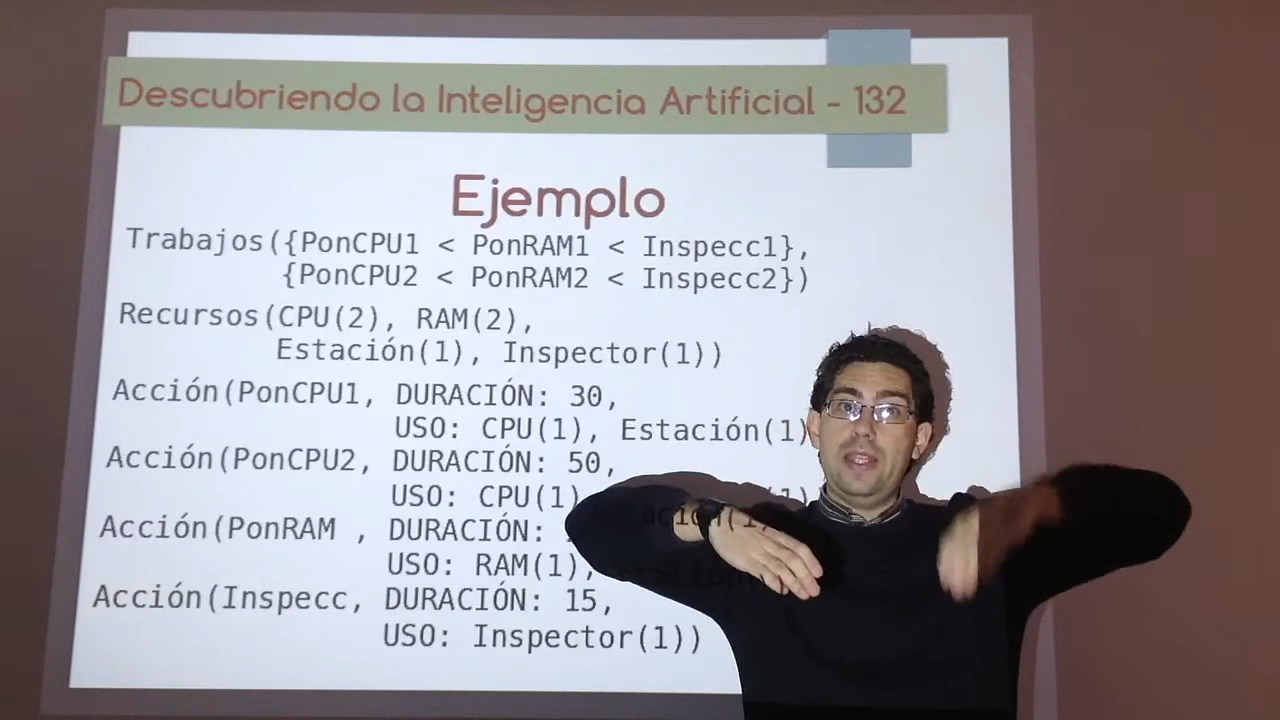 Descubriendo la Inteligencia Artificial - 132
Ejemplo
Trabajos({PonCPU1 < PonRAM1 < Inspecc1},
{PonCPU2 < PonRAM2 < Inspecc2})
Recursos(CPU(2), RAM(2),
Estación(1), Inspector(1))
Acción(PonCPU1, DURACIÓN: 30,
USO: CPU(1), Estación(1)
Acción(PonCPU2, DURACIÓN: 50,
USO: CPU(1)
Acción(PonRAM , DURACIÓN:
USO: RAM(1),
Acción(Inspecc, DURACIÓN: 15,
USO: Inspector(1))